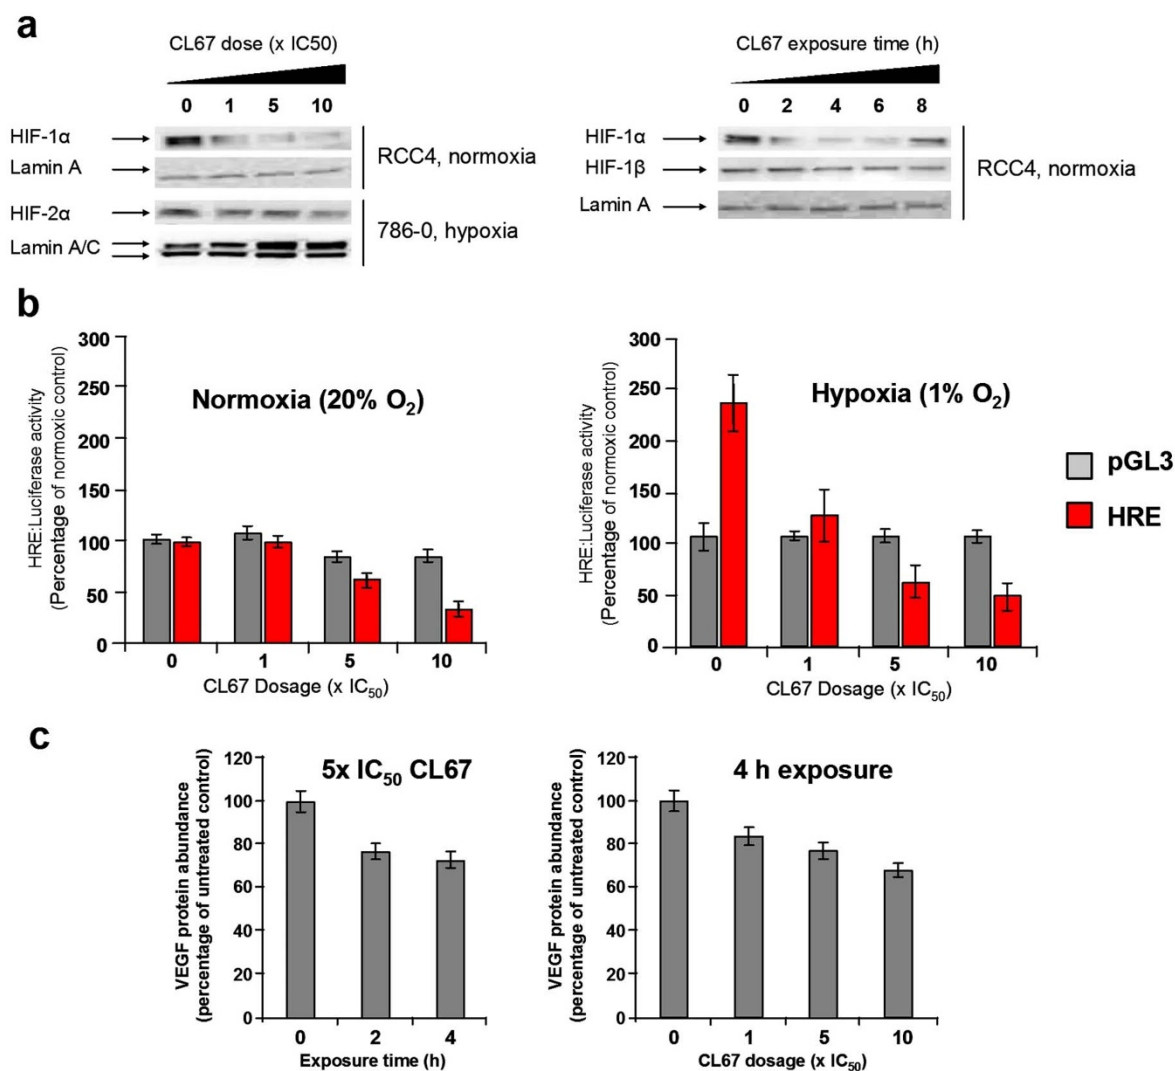 a
CL67 dose (x IC50)
0 1 5 10
HIF-1α
Lamin A
RCC4, normoxia
HIF-2α
Lamin A/C
786-0, hypoxia
CL67 exposure time (h)
0 2 4 6 8
HIF-1α
HIF-1β
Lamin A
RCC4, normoxia
b
HRE:Luciferase activity
(Percentage of normoxic control)
300
250
200
150
100
50
0
Normoxia (20% O₂)
0 1 5 10
CL67 Dosage (x IC₅₀)
HRE:Luciferase activity
(Percentage of normoxic control)
300
250
200
150
100
50
0
Hypoxia (1% O₂)
0 1 5 10
CL67 Dosage (x IC₅₀)
pGL3
HRE
c
VEGF protein abundance
(percentage of untreated control)
120
100
80
60
40
20
0
5x IC₅₀ CL67
0 2 4
Exposure time (h)
VEGF protein abundance
(percentage of untreated control)
120
100
80
60
40
20
0
4 h exposure
0 1 5 10
CL67 dosage (x IC₅₀)